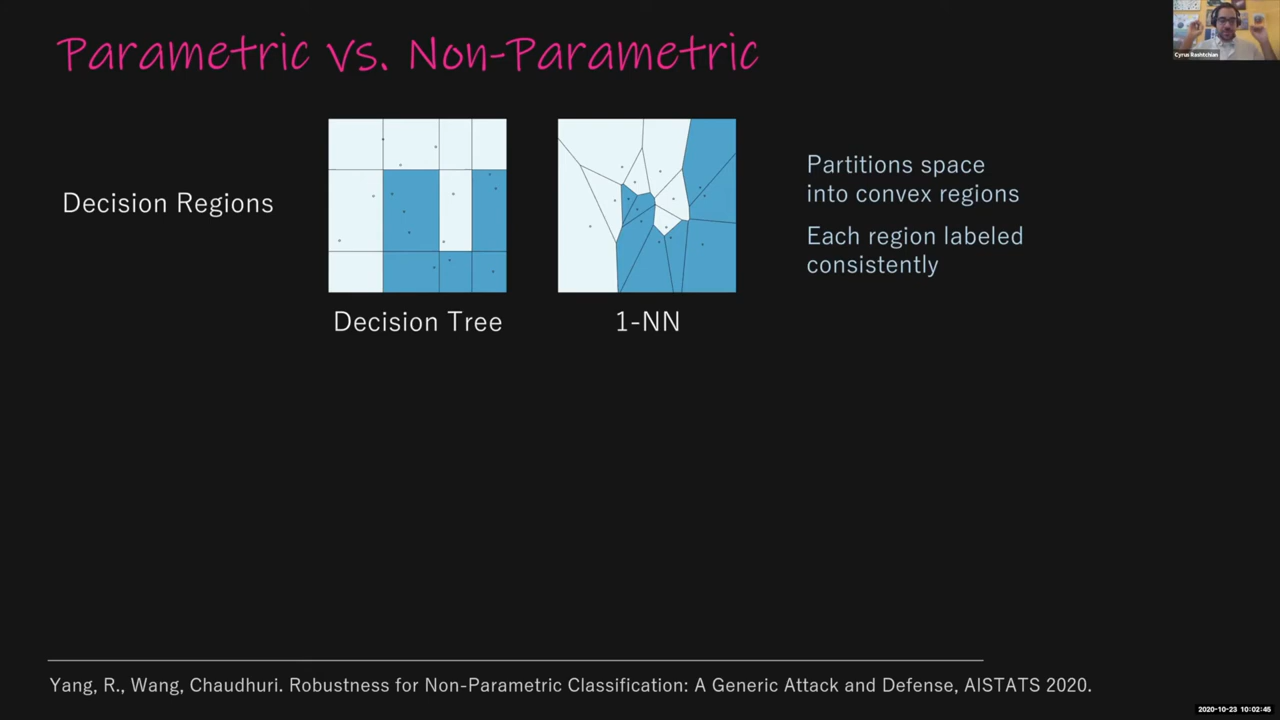 Parametric vs. Non-Parametric
Cyrus Rashtchian
Decision Regions
Partitions space
into convex regions
Each region labeled
consistently
Decision Tree
1-NN
Yang, R., Wang, Chaudhuri. Robustness for Non-Parametric Classification: A Generic Attack and Defense, AISTATS 2020.
2020-10-23 10:02:45